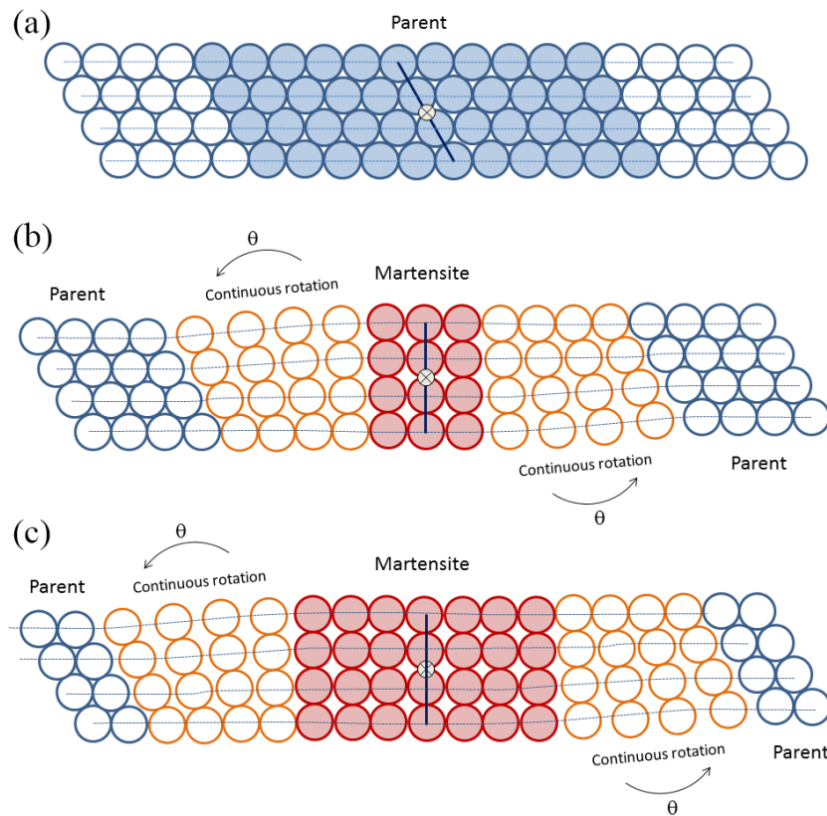 (a)
Parent
(b)
θ
Continuous rotation
Martensite
Parent
Continuous rotation
θ
Parent
(c)
θ
Continuous rotation
Martensite
Parent
Continuous rotation
θ
Parent